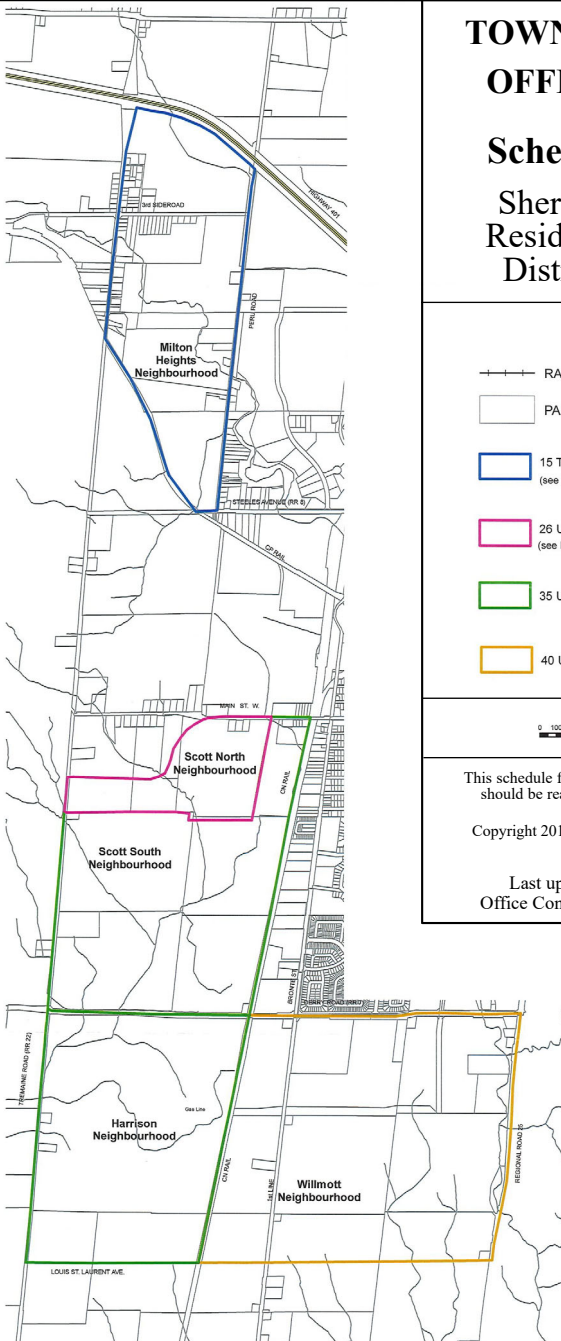 TOWN
OFFI
Sche
Sher
Resid
Dist
RA
PA
15 T
(see
26 U
(see
35 U
40 U
0 100
This schedule f
should be rea
Copyright 201
Last up
Office Con
HIGHWAY 401
3rd SIDEROAD
PERU ROAD
Milton
Heights
Neighbourhood
STEELES AVENUE (RR 8)
CP RAIL
MAIN ST. W.
Scott North
Neighbourhood
CN RAIL
Scott South
Neighbourhood
BRONTE ST.
TREMAINE ROAD (RR 22)
Gas Line
Harrison
Neighbourhood
CN RAIL
1st LINE
Willmott
Neighbourhood
REGIONAL ROAD 25
LOUIS ST. LAURENT AVE.